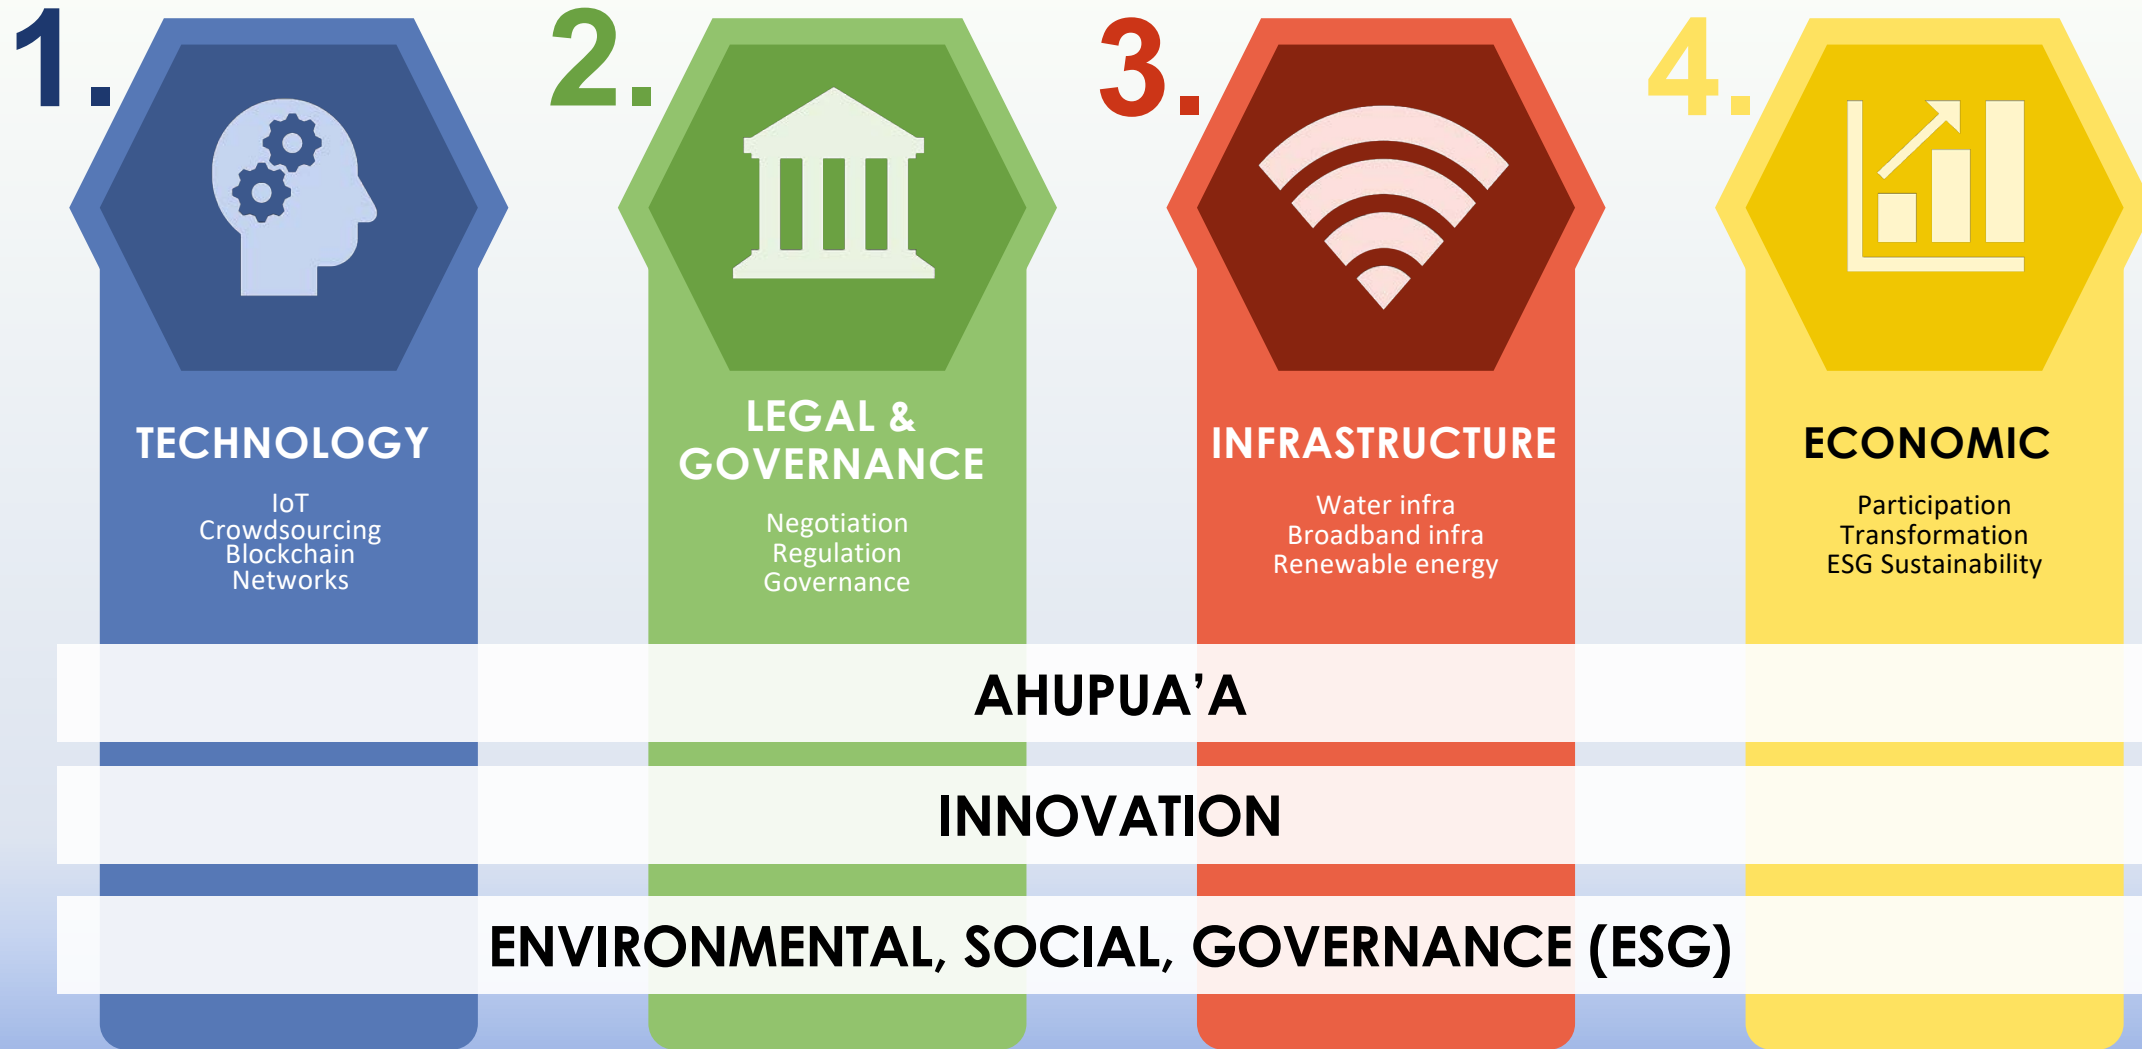 1.
TECHNOLOGY
IoT
Crowdsourcing
Blockchain
Networks
2.
LEGAL &
GOVERNANCE
Negotiation
Regulation
Governance
3.
INFRASTRUCTURE
Water infra
Broadband infra
Renewable energy
4.
ECONOMIC
Participation
Transformation
ESG Sustainability
AHUPUA’A
INNOVATION
ENVIRONMENTAL, SOCIAL, GOVERNANCE (ESG)